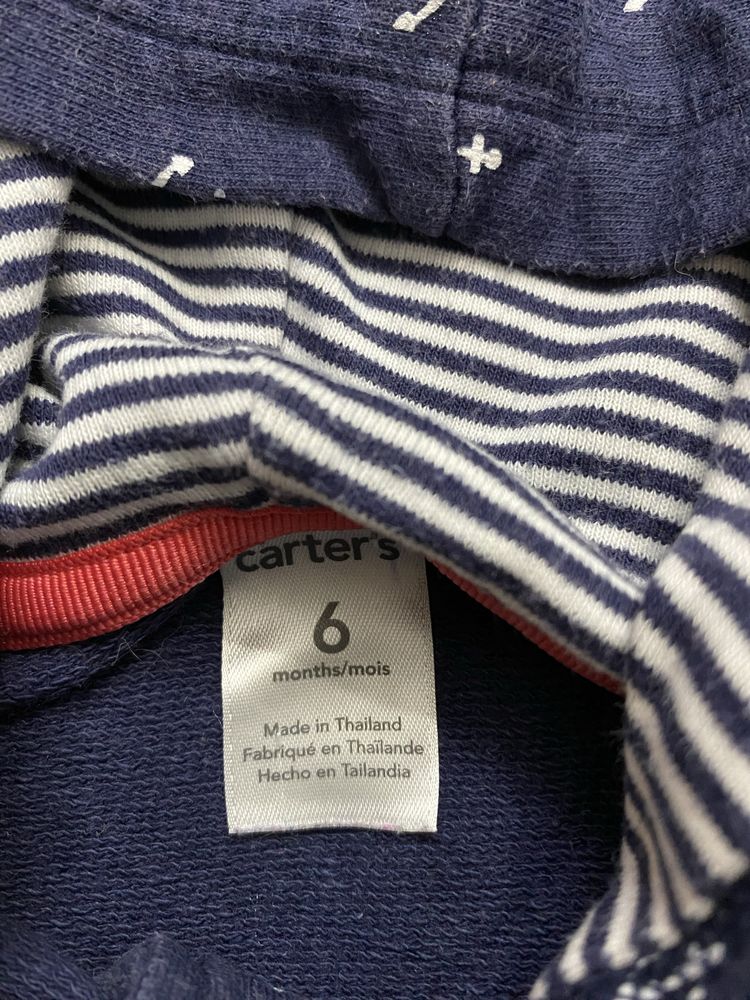 carter's
6
months/mois
Made in Thailand
Fabriqué en Thaïlande
Hecho en Tailandia